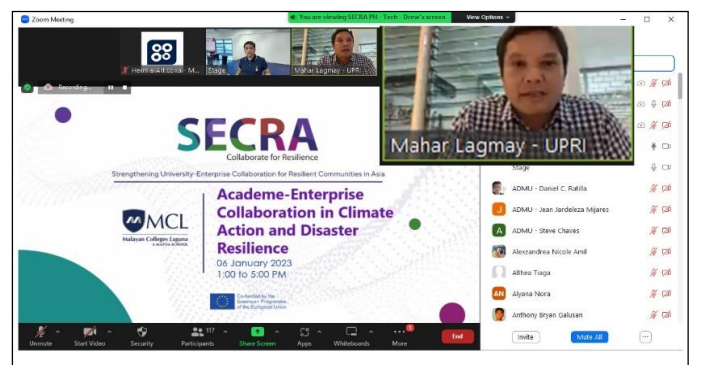 Zoom Meeting
You are viewing SECRA PH - Tech - Drew's screen
View Options
Stage
Mahar Lagmay - UPRI
Mahar Lagmay - UPRI
Recording...
SECRA
Collaborate for Resilience
Strengthening University-Enterprise Collaboration for Resilient Communities in Asia
MCL
Malayan Colleges Laguna
A MAPÚA SCHOOL
Academe-Enterprise
Collaboration in Climate
Action and Disaster
Resilience
06 January 2023
1:00 to 5:00 PM
Co-funded by the
Erasmus+ Programme
of the European Union
Stage
ADMU - Daniel C. Ratilla
J
ADMU - Jean Jardeleza Mijares
A
ADMU - Steve Chaves
Alexzandrea Nicole Amil
Althea Tiaga
AN
Alyana Nora
Anthony Bryan Galusan
Unmute
Start Video
Security
117
Participants
Share Screen
Apps
Whiteboards
More
End
Invite
Mute All